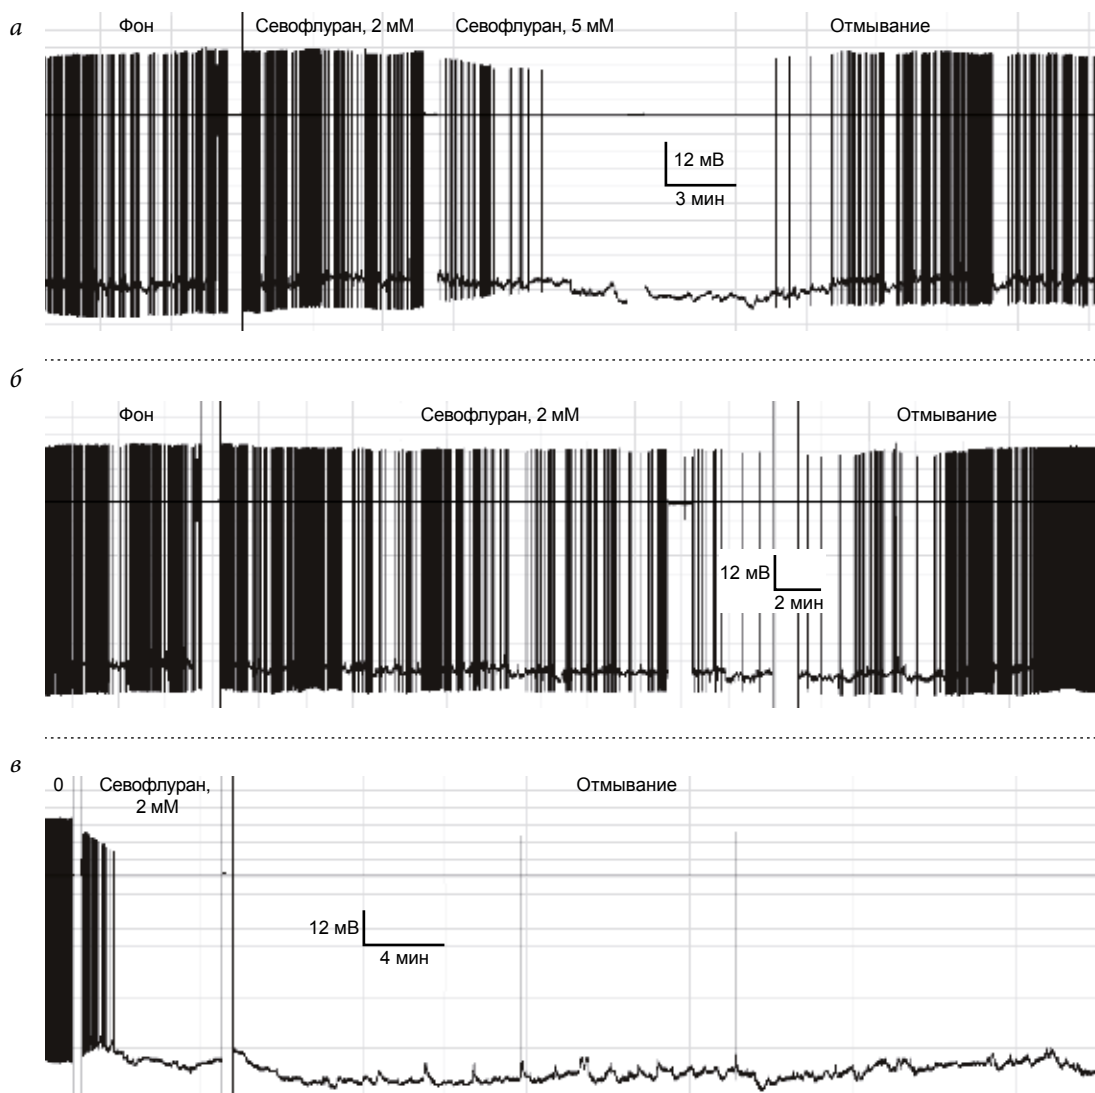 а
Фон Севофлуран, 2 мМ Севофлуран, 5 мМ Отмывание
12 мВ
3 мин
б
Фон Севофлуран, 2 мМ Отмывание
12 мВ
2 мин
в
0 Севофлуран, Отмывание
2 мМ
12 мВ
4 мин